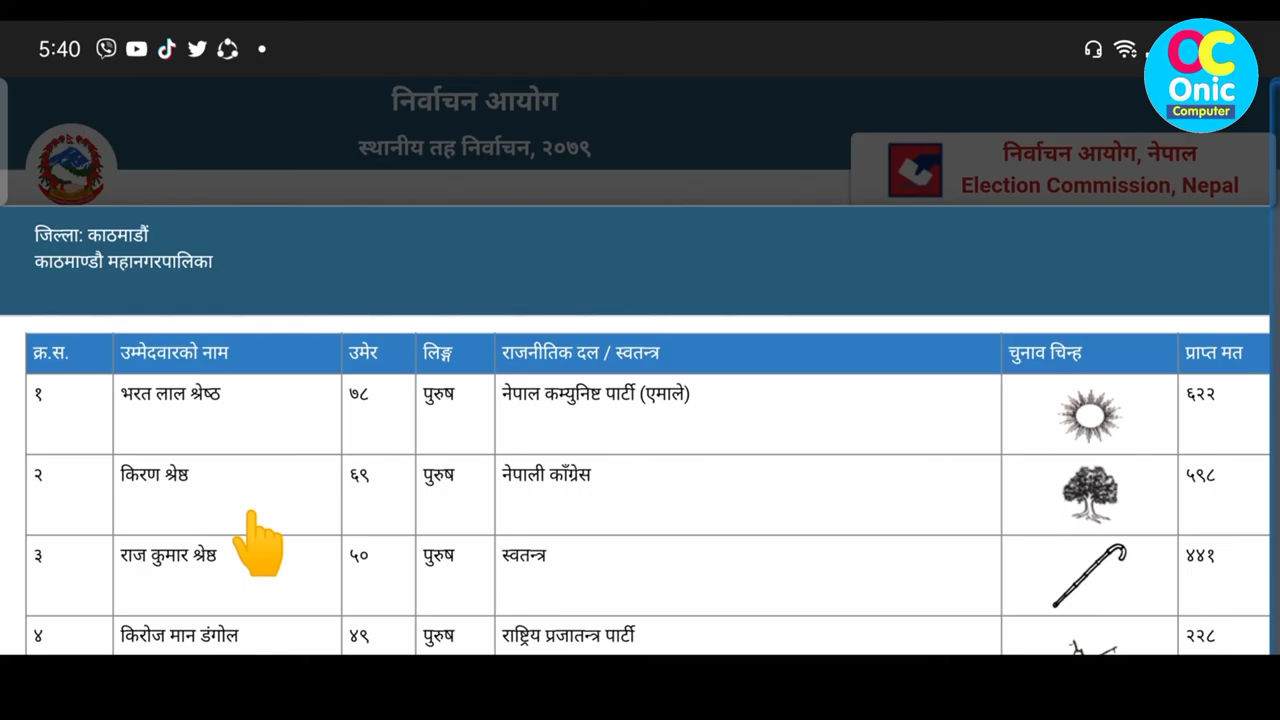 5:40
OC
Onic
Computer
निर्वाचन आयोग
स्थानीय तह निर्वाचन, २०७९
निर्वाचन आयोग, नेपाल
Election Commission, Nepal
जिल्ला: काठमाडौं
काठमाण्डौ महानगरपालिका
क्र.स. उम्मेदवारको नाम उमेर लिङ्ग राजनीतिक दल / स्वतन्त्र चुनाव चिन्ह प्राप्त मत
१ भरत लाल श्रेष्ठ ७८ पुरुष नेपाल कम्युनिष्ट पार्टी (एमाले) ६२२
२ किरण श्रेष्ठ ६९ पुरुष नेपाली काँग्रेस ५९८
३ राज कुमार श्रेष्ठ ५० पुरुष स्वतन्त्र ४४१
४ किरोज मान डंगोल ४९ पुरुष राष्ट्रिय प्रजातन्त्र पार्टी २२८